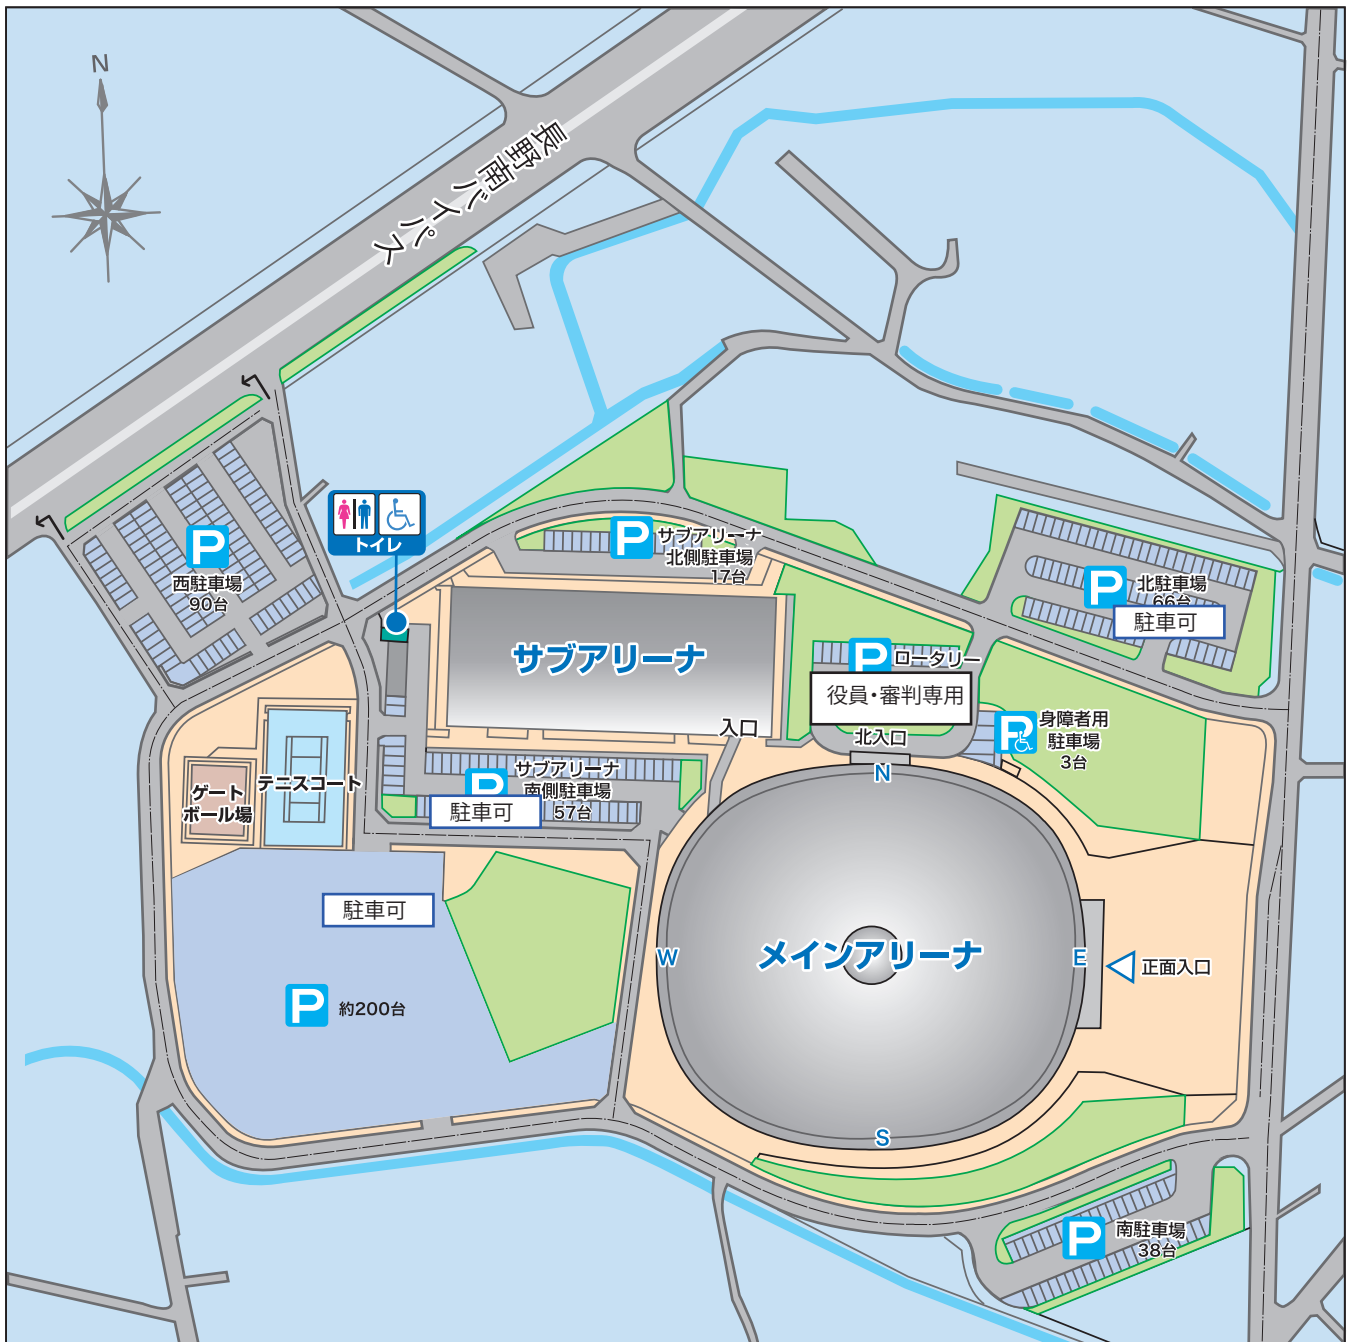 N
長野南バイパス
トイレ
P
西駐車場
90台
P
サブアリーナ
北側駐車場
17台
P
北駐車場
66台
駐車可
サブアリーナ
P
ロータリー
役員・審判専用
入口
北入口
N
P
身障者用
駐車場
3台
ゲート
ボール場
テニスコート
P
サブアリーナ
南側駐車場
57台
駐車可
駐車可
P
約200台
W
メインアリーナ
E
正面入口
S
P
南駐車場
38台